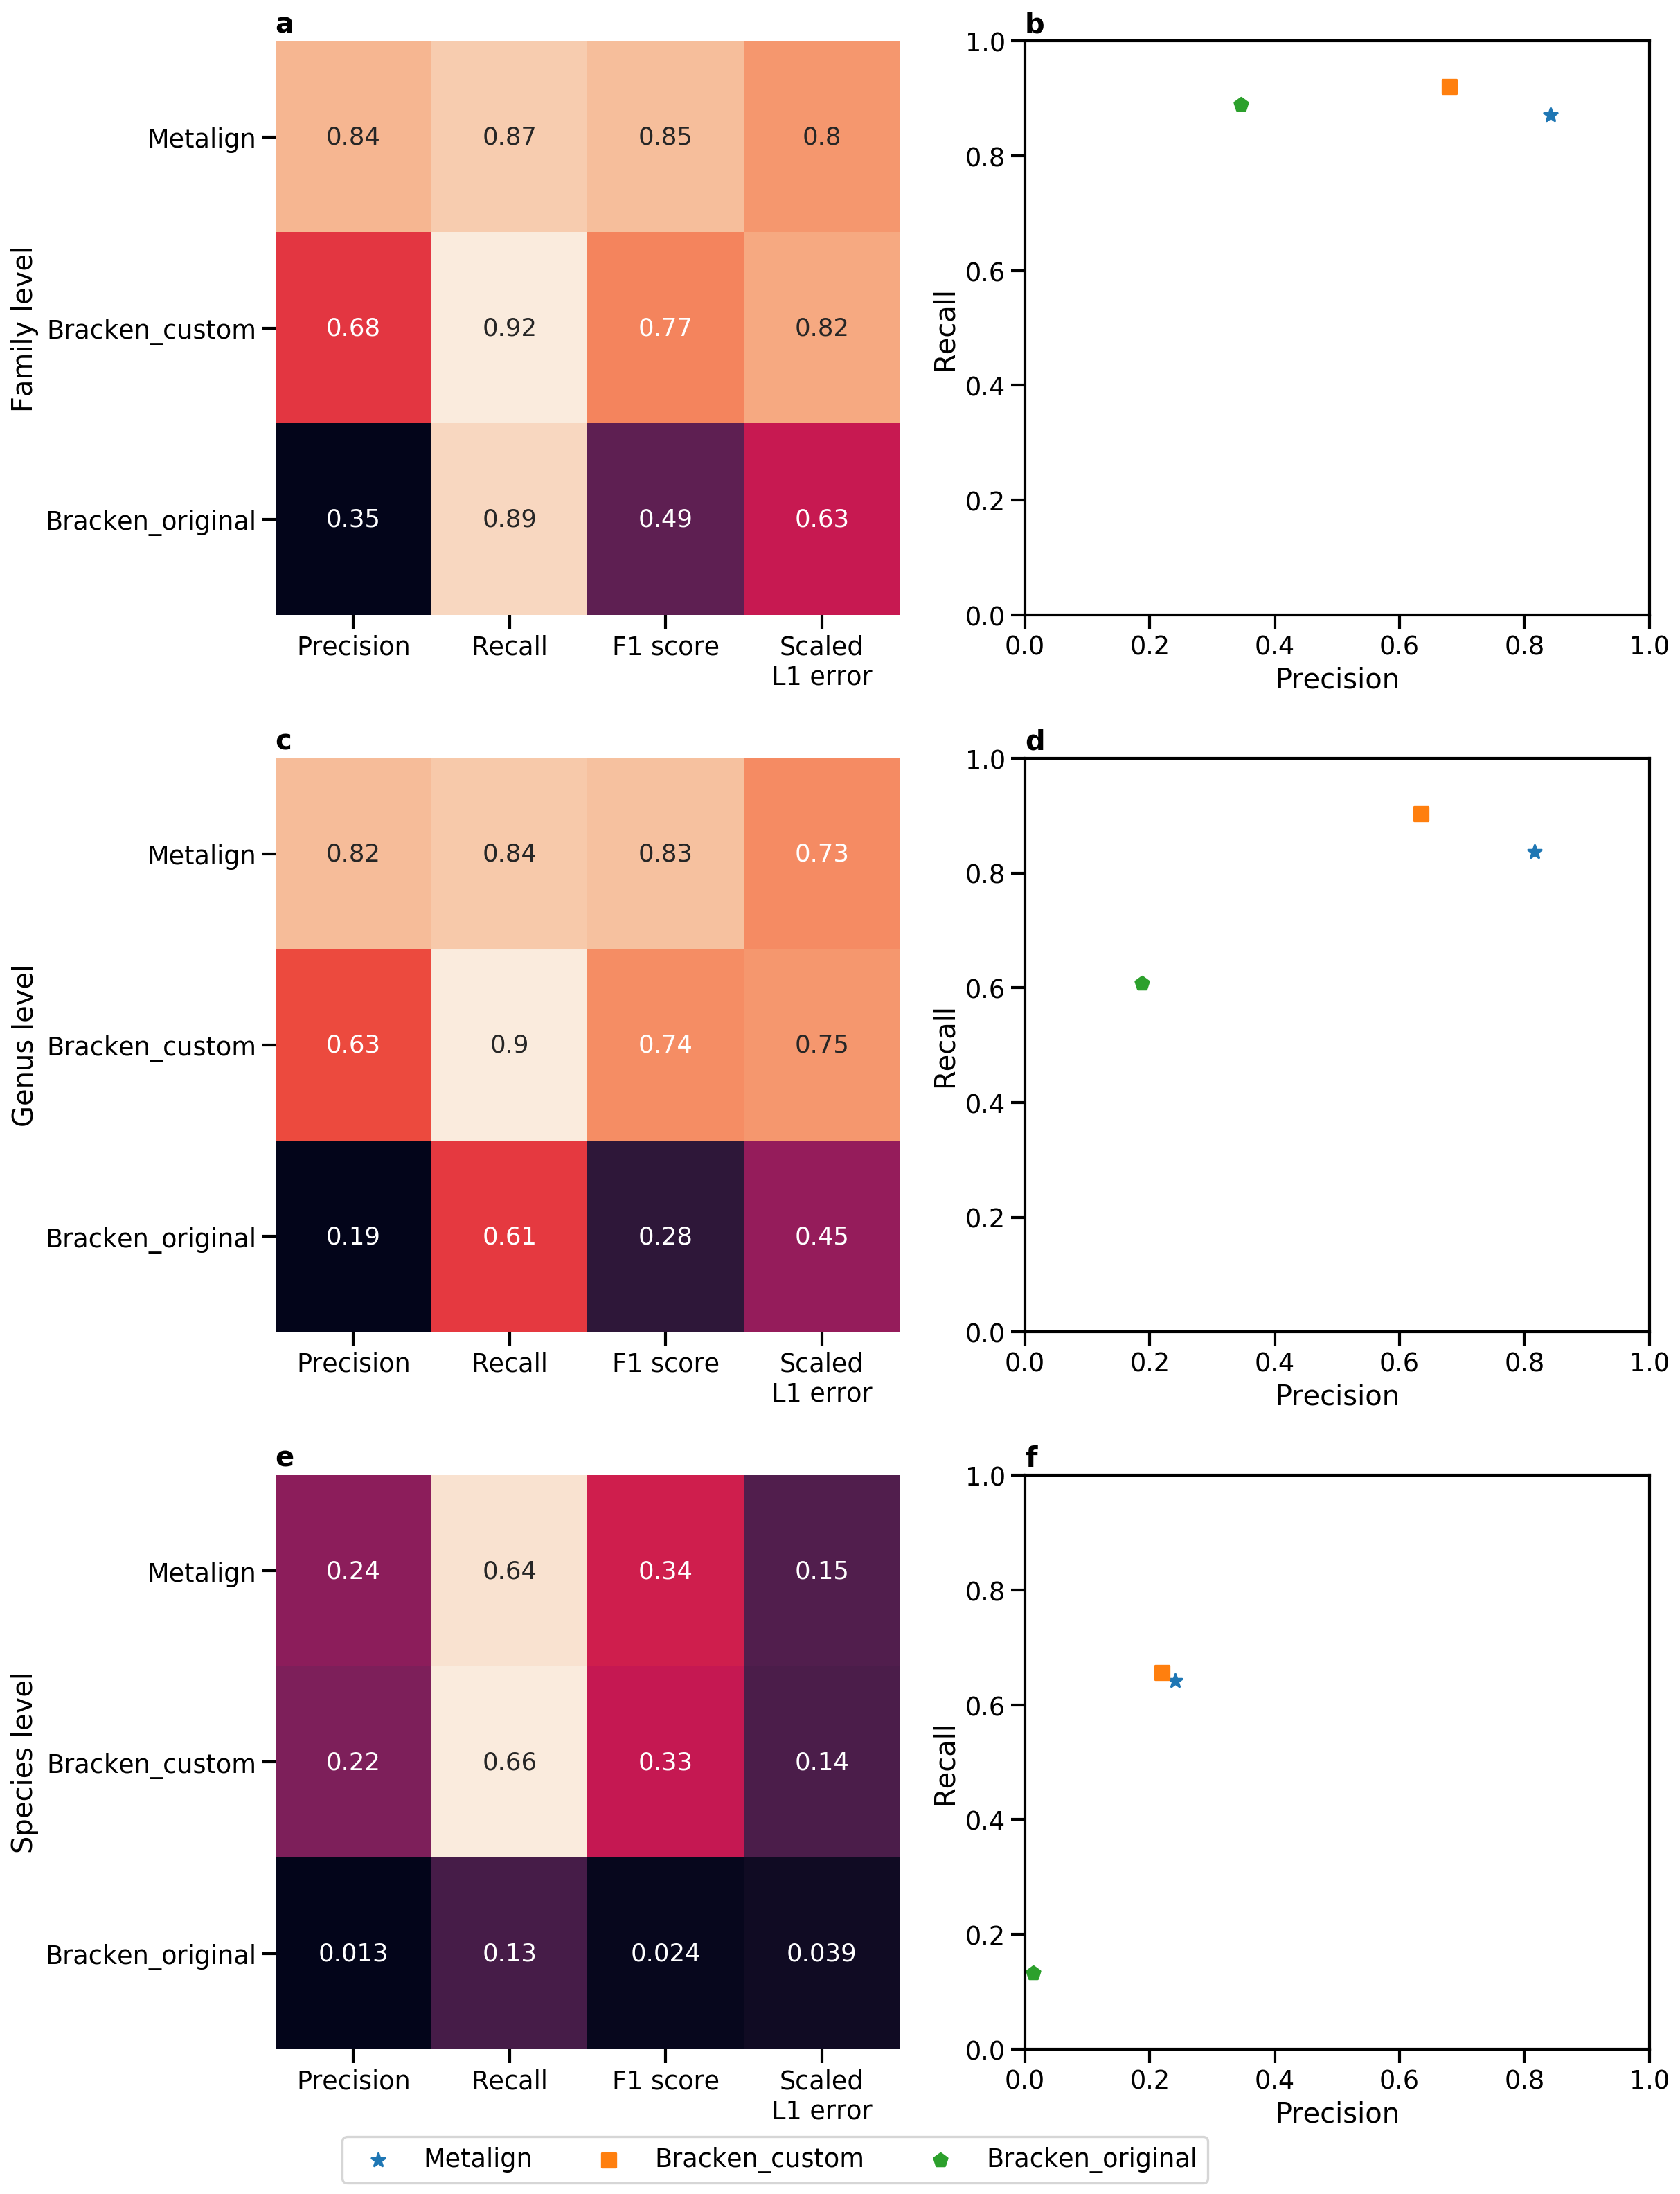 a
Family level
Metalign 0.84 0.87 0.85 0.8
Bracken_custom 0.68 0.92 0.77 0.82
Bracken_original 0.35 0.89 0.49 0.63
Precision Recall F1 score Scaled
L1 error
b
Recall
1.0
0.8
0.6
0.4
0.2
0.0
0.0 0.2 0.4 0.6 0.8 1.0
Precision
c
Genus level
Metalign 0.82 0.84 0.83 0.73
Bracken_custom 0.63 0.9 0.74 0.75
Bracken_original 0.19 0.61 0.28 0.45
Precision Recall F1 score Scaled
L1 error
d
Recall
1.0
0.8
0.6
0.4
0.2
0.0
0.0 0.2 0.4 0.6 0.8 1.0
Precision
e
Species level
Metalign 0.24 0.64 0.34 0.15
Bracken_custom 0.22 0.66 0.33 0.14
Bracken_original 0.013 0.13 0.024 0.039
Precision Recall F1 score Scaled
L1 error
f
Recall
1.0
0.8
0.6
0.4
0.2
0.0
0.0 0.2 0.4 0.6 0.8 1.0
Precision
Metalign Bracken_custom Bracken_original